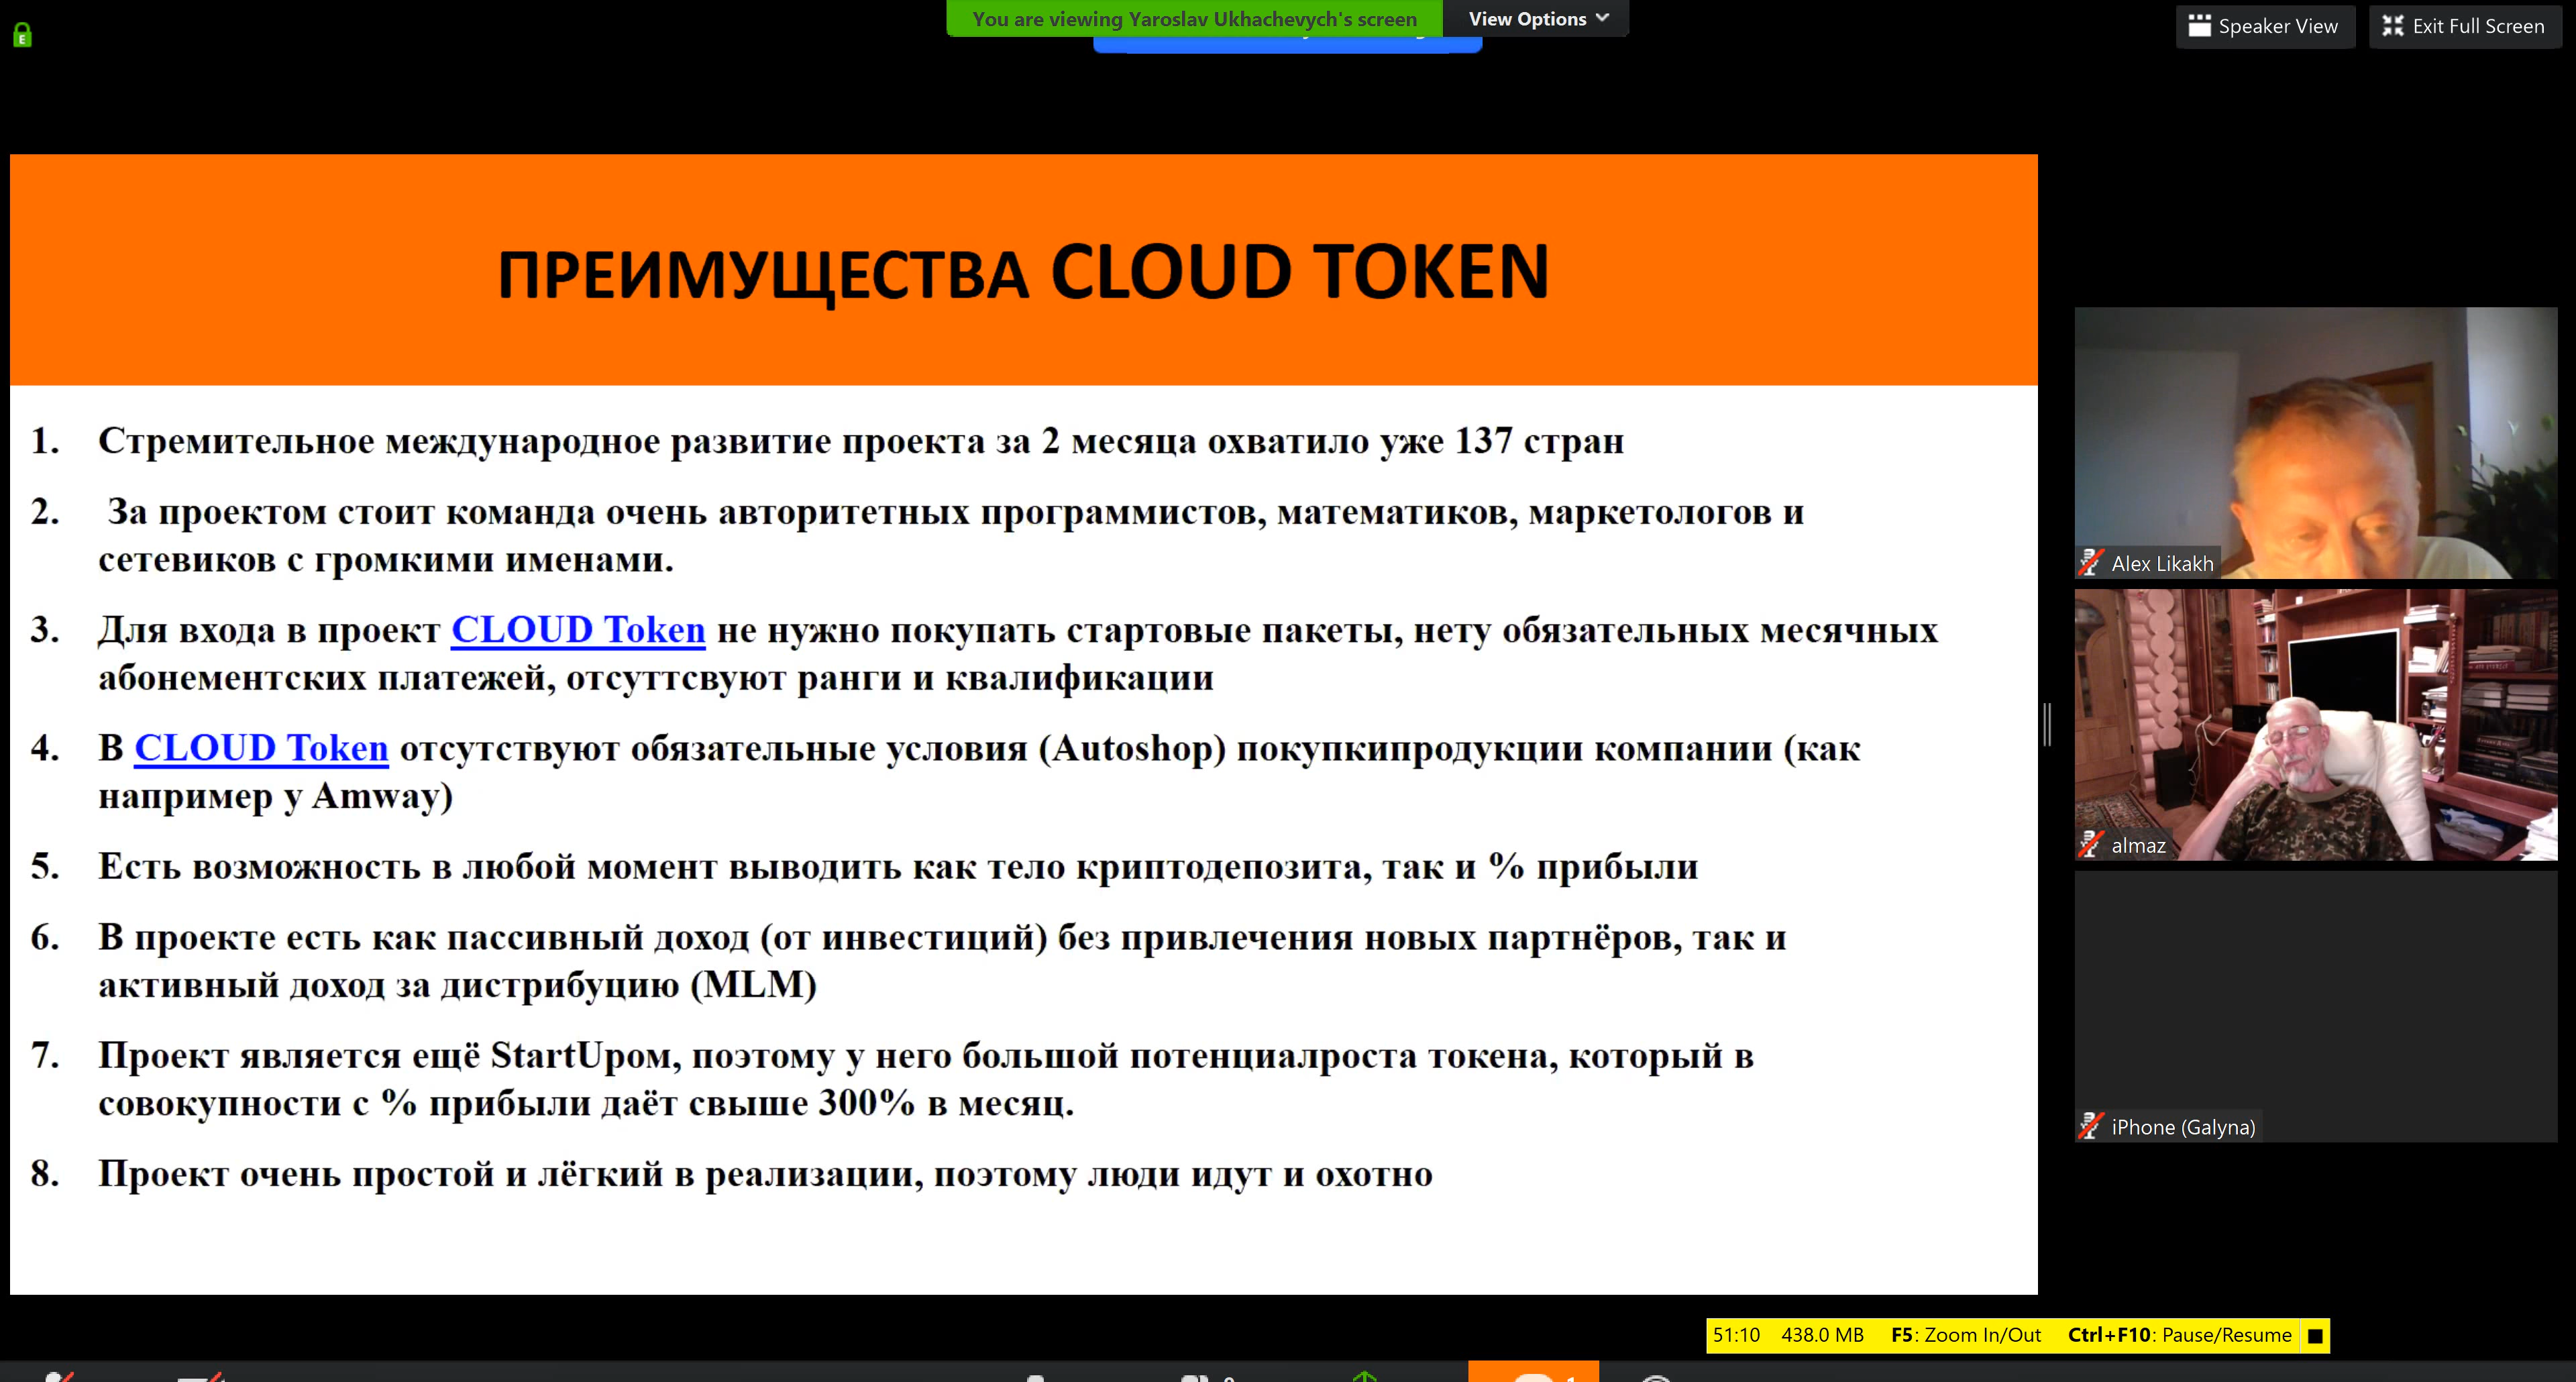 You are viewing Yaroslav Ukhachevych's screen
View Options
Speaker View
Exit Full Screen
E
ПРЕИМУЩЕСТВА CLOUD TOKEN
1. Стремительное международное развитие проекта за 2 месяца охватило уже 137 стран
2. За проектом стоит команда очень авторитетных программистов, математиков, маркетологов и
сетевиков с громкими именами.
3. Для входа в проект CLOUD Token не нужно покупать стартовые пакеты, нету обязательных месячных
абонементских платежей, отсуттсвуют ранги и квалификации
4. В CLOUD Token отсутствуют обязательные условия (Autoshop) покупкипродукции компании (как
например у Amway)
5. Есть возможность в любой момент выводить как тело криптодепозита, так и % прибыли
6. В проекте есть как пассивный доход (от инвестиций) без привлечения новых партнёров, так и
активный доход за дистрибуцию (MLM)
7. Проект является ещё StartUpом, поэтому у него большой потенциалроста токена, который в
совокупности с % прибыли даёт свыше 300% в месяц.
8. Проект очень простой и лёгкий в реализации, поэтому люди идут и охотно
Alex Likakh
almaz
iPhone (Galyna)
51:10 438.0 MB F5: Zoom In/Out Ctrl+F10: Pause/Resume